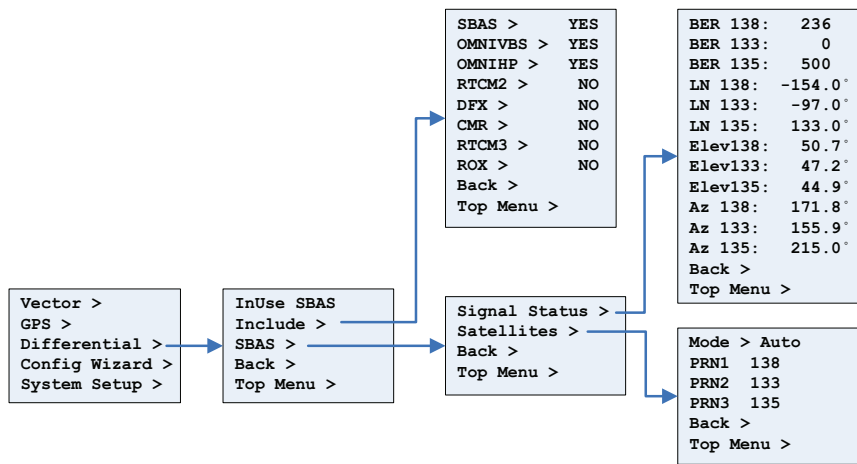 Vector >
GPS >
Differential >
Config Wizard >
System Setup >
InUse SBAS
Include >
SBAS >
Back >
Top Menu >
SBAS > YES
OMNIVBS > YES
OMNIHP > YES
RTCM2 > NO
DFX > NO
CMR > NO
RTCM3 > NO
ROX > NO
Back >
Top Menu >
Signal Status >
Satellites >
Back >
Top Menu >
BER 138: 236
BER 133: 0
BER 135: 500
LN 138: -154.0°
LN 133: -97.0°
LN 135: 133.0°
Elev138: 50.7°
Elev133: 47.2°
Elev135: 44.9°
Az 138: 171.8°
Az 133: 155.9°
Az 135: 215.0°
Back >
Top Menu >
Mode > Auto
PRN1 138
PRN2 133
PRN3 135
Back >
Top Menu >